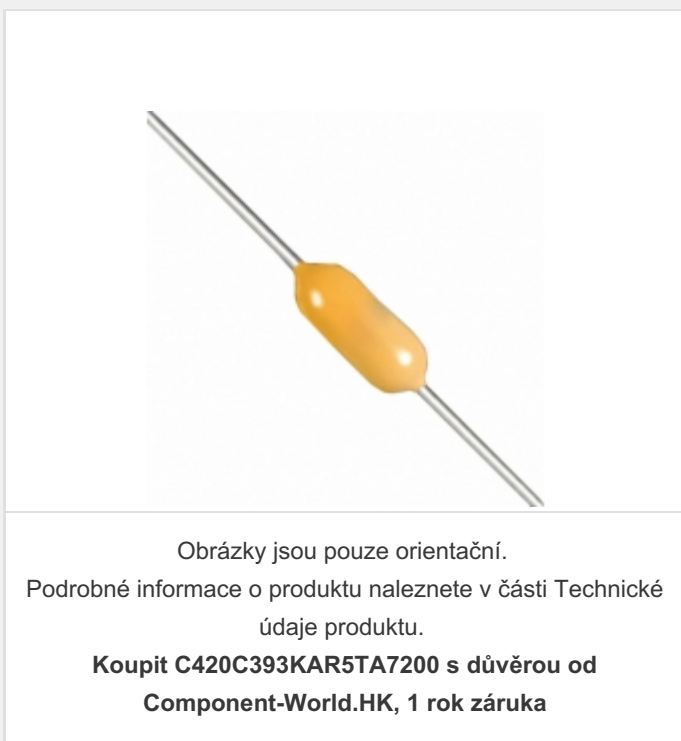 Obrázky jsou pouze orientační.
Podrobné informace o produktu naleznete v části Technické
údaje produktu.
Koupit C420C393KAR5TA7200 s důvěrou od
Component-World.HK, 1 rok záruka